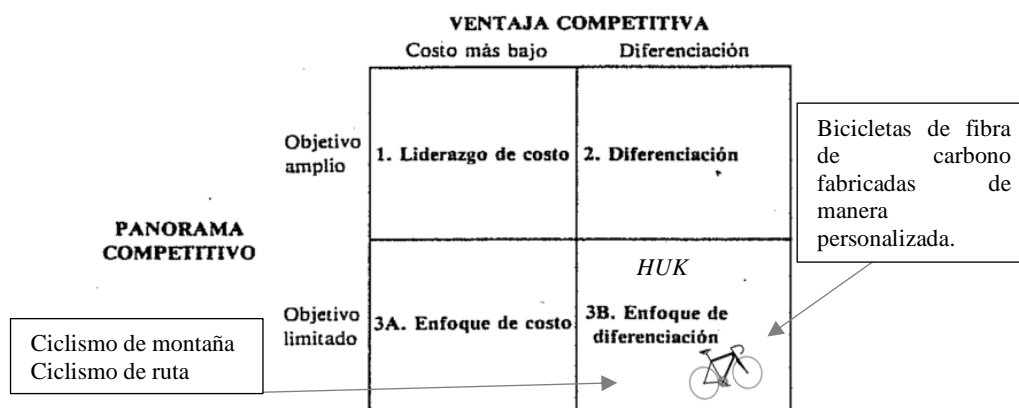 VENTAJA COMPETITIVA
Costo más bajo
Diferenciación
Objetivo
amplio
1. Liderazgo de costo
2. Diferenciación
Bicicletas de fibra
de carbono
fabricadas de
manera
personalizada.
PANORAMA
COMPETITIVO
HUK
Objetivo
limitado
3A. Enfoque de costo
3B. Enfoque de
diferenciación
Ciclismo de montaña
Ciclismo de ruta